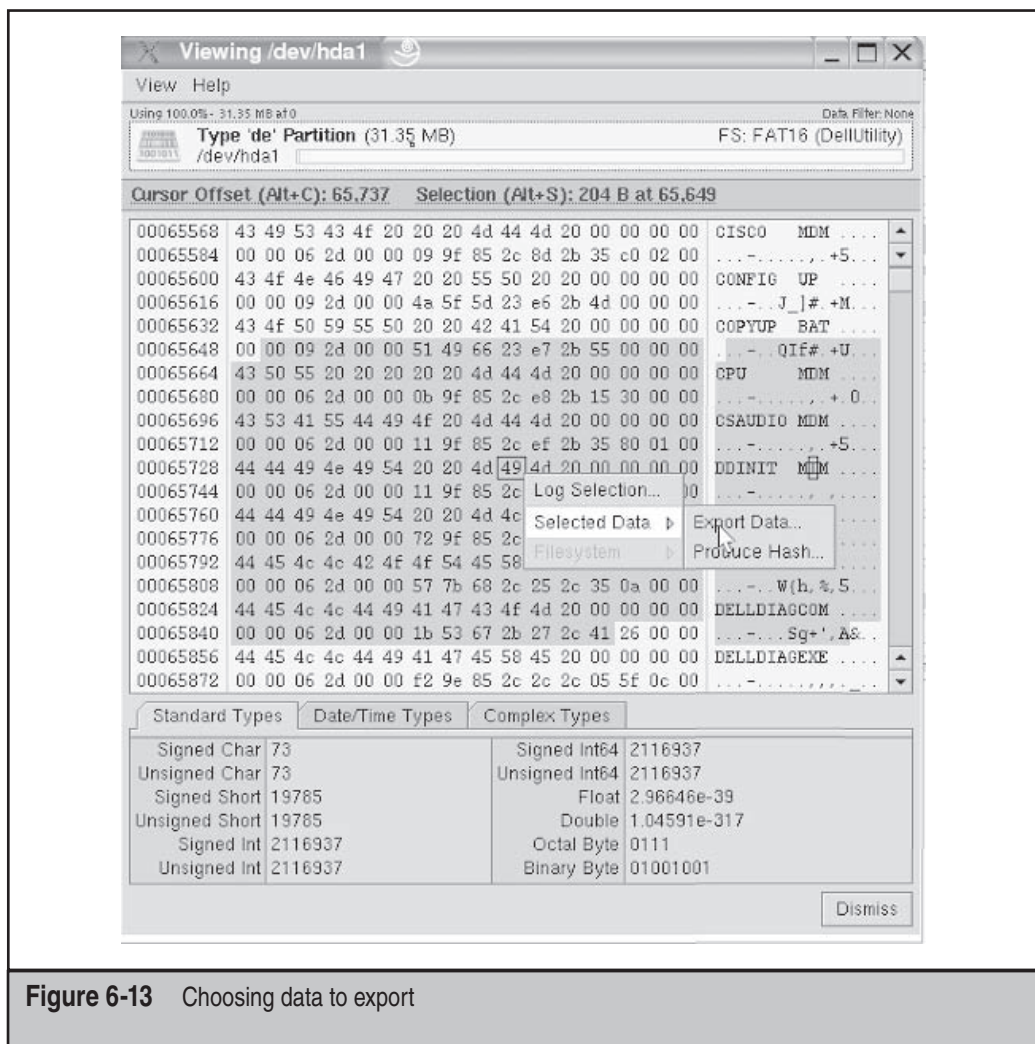 Viewing /dev/hda1
View Help
Using 100.0% - 31.35 MB at 0 Data Filter: None
Type 'de' Partition (31.35 MB) FS: FAT16 (DellUtility)
/dev/hda1
Cursor Offset (Alt+C): 65,737 Selection (Alt+S): 204 B at 65,649
00065568 43 49 53 43 4f 20 20 20 4d 44 4d 20 00 00 00 00 CISCO MDM ....
00065584 00 00 06 2d 00 00 09 9f 85 2c 8d 2b 35 c0 02 00 ...-.....,.+5...
00065600 43 4f 4e 46 49 47 20 20 55 50 20 20 00 00 00 00 CONFIG UP ....
00065616 00 00 09 2d 00 00 4a 5f 5d 23 e6 2b 4d 00 00 00 ...-..J_]#.+M...
00065632 43 4f 50 59 55 50 20 20 42 41 54 20 00 00 00 00 COPYUP BAT ....
00065648 00 00 09 2d 00 00 51 49 66 23 e7 2b 55 00 00 00 ...-..QIf#.+U...
00065664 43 50 55 20 20 20 20 20 4d 44 4d 20 00 00 00 00 CPU MDM ....
00065680 00 00 06 2d 00 00 0b 9f 85 2c e8 2b 15 30 00 00 ...-.....,.+.0..
00065696 43 53 41 55 44 49 4f 20 4d 44 4d 20 00 00 00 00 CSAUDIO MDM ....
00065712 00 00 06 2d 00 00 11 9f 85 2c ef 2b 35 80 01 00 ...-.....,.+5...
00065728 44 44 49 4e 49 54 20 20 4d 49 4d 20 00 00 00 00 DDINIT M M ....
00065744 00 00 06 2d 00 00 11 9f 85 2c ...-.....,
Log Selection...
00065760 44 44 49 4e 49 54 20 20 4d 4c
Selected Data Export Data...
00065776 00 00 06 2d 00 00 72 9f 85 2c
Filesystem Produce Hash...
00065792 44 45 4c 4c 42 4f 4f 54 45 58
00065808 00 00 06 2d 00 00 57 7b 68 2c 25 2c 35 0a 00 00 ...-..W{h,%,5...
00065824 44 45 4c 4c 44 49 41 47 43 4f 4d 20 00 00 00 00 DELLDIAGCOM ....
00065840 00 00 06 2d 00 00 1b 53 67 2b 27 2c 41 26 00 00 ...-...Sg+',A&..
00065856 44 45 4c 4c 44 49 41 47 45 58 45 20 00 00 00 00 DELLDIAGEXE ....
00065872 00 00 06 2d 00 00 f2 9e 85 2c 2c 2c 05 5f 0c 00 ...-.....,,,._..
Standard Types Date/Time Types Complex Types
Signed Char 73 Signed Int64 2116937
Unsigned Char 73 Unsigned Int64 2116937
Signed Short 19785 Float 2.96646e-39
Unsigned Short 19785 Double 1.04591e-317
Signed Int 2116937 Octal Byte 0111
Unsigned Int 2116937 Binary Byte 01001001
Dismiss
Figure 6-13 Choosing data to export